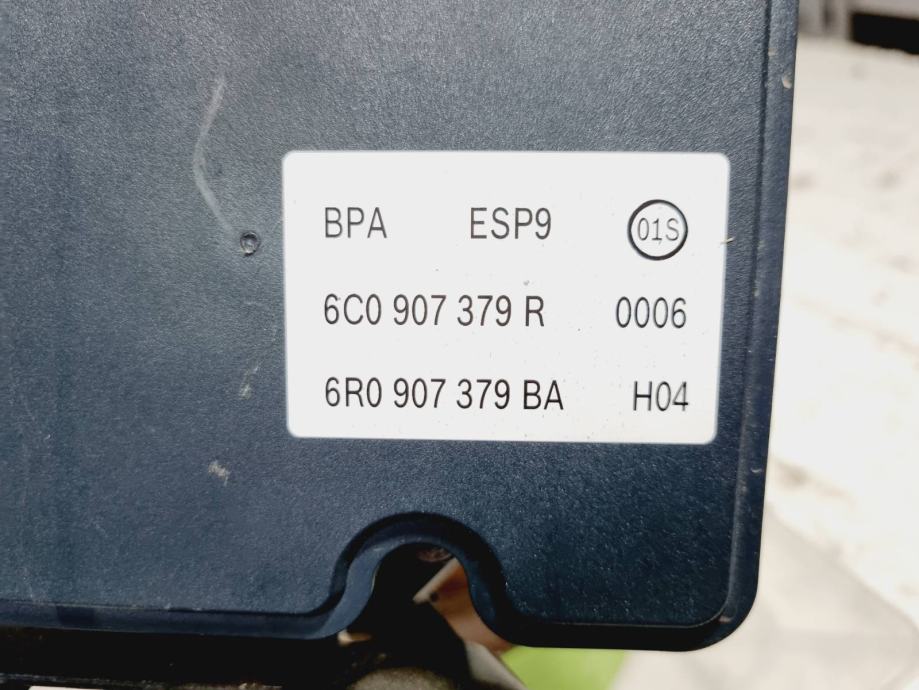 BPA ESP9 01S
6C0 907 379 R 0006
6R0 907 379 BA H04